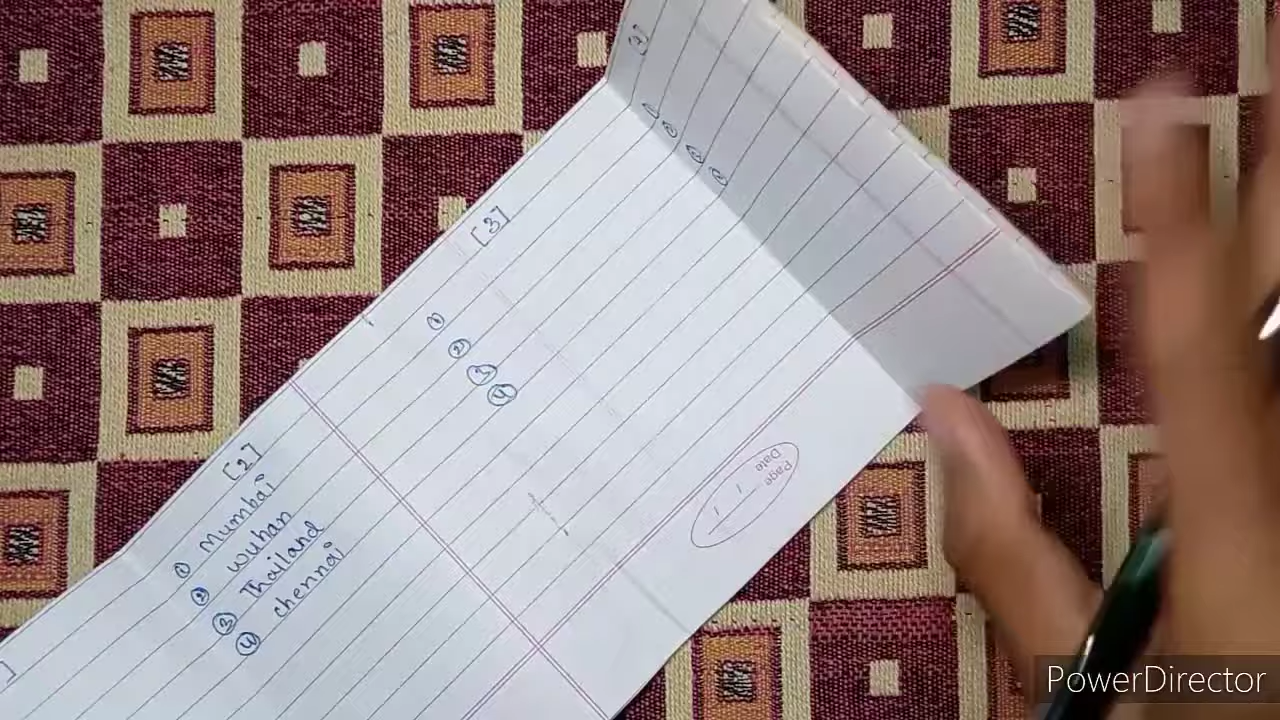 [2]
① Mumbai
② wuhan
③ Thailand
④ chennai
[3]
①
②
③
④
Page
Date
PowerDirector